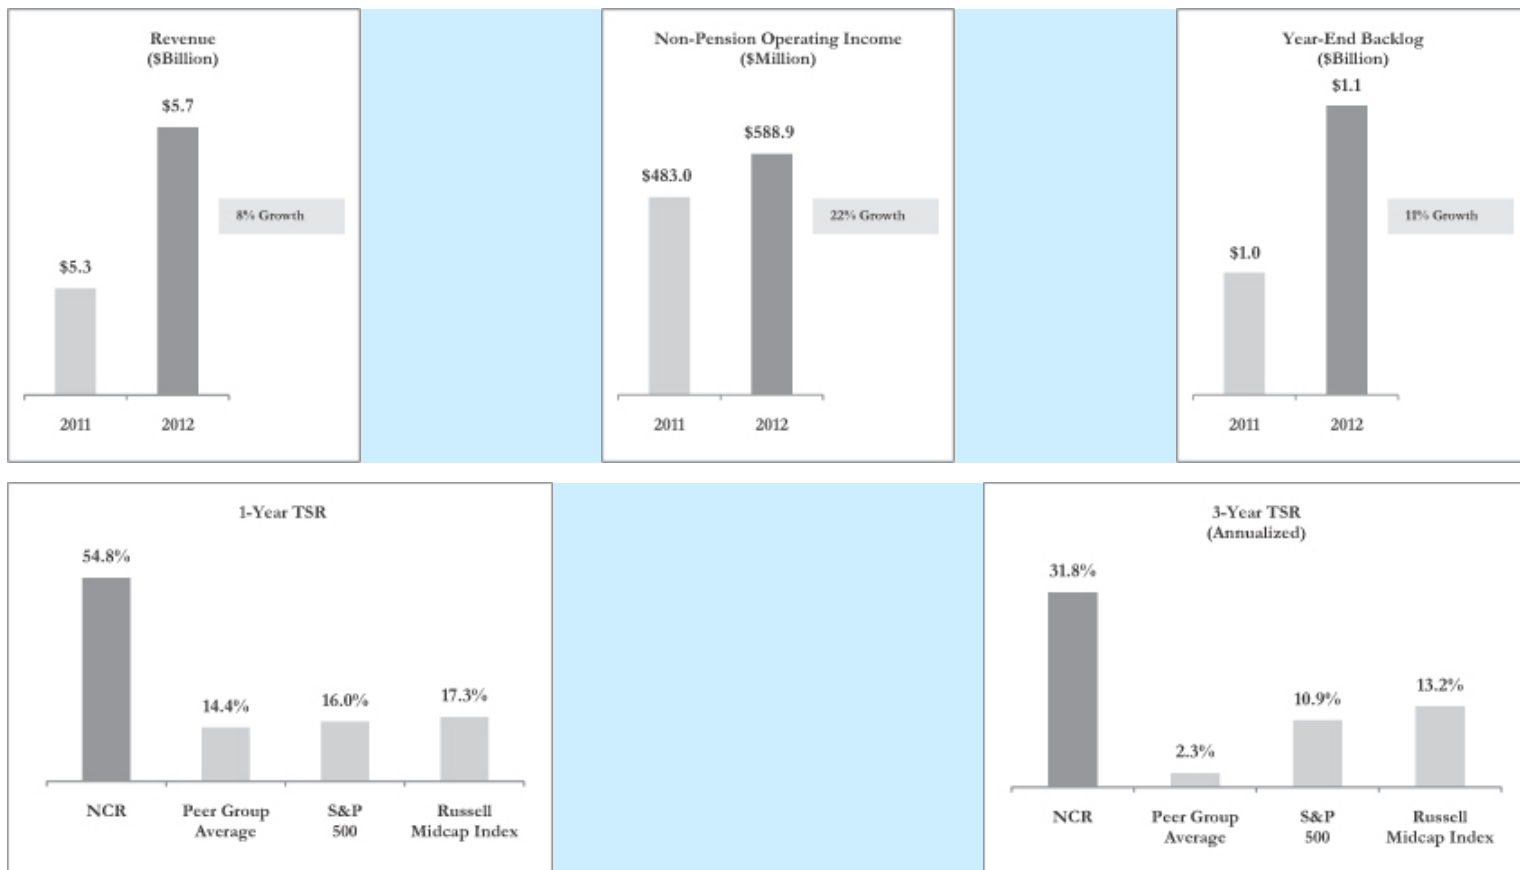 Revenue
($Billion)
$5.7
$5.3
8% Growth
2011 2012
Non-Pension Operating Income
($Million)
$588.9
$483.0
22% Growth
2011 2012
Year-End Backlog
($Billion)
$1.1
$1.0
11% Growth
2011 2012
1-Year TSR
54.8%
14.4%
16.0%
17.3%
NCR
Peer Group
Average
S&P
500
Russell
Midcap Index
3-Year TSR
(Annualized)
31.8%
2.3%
10.9%
13.2%
NCR
Peer Group
Average
S&P
500
Russell
Midcap Index